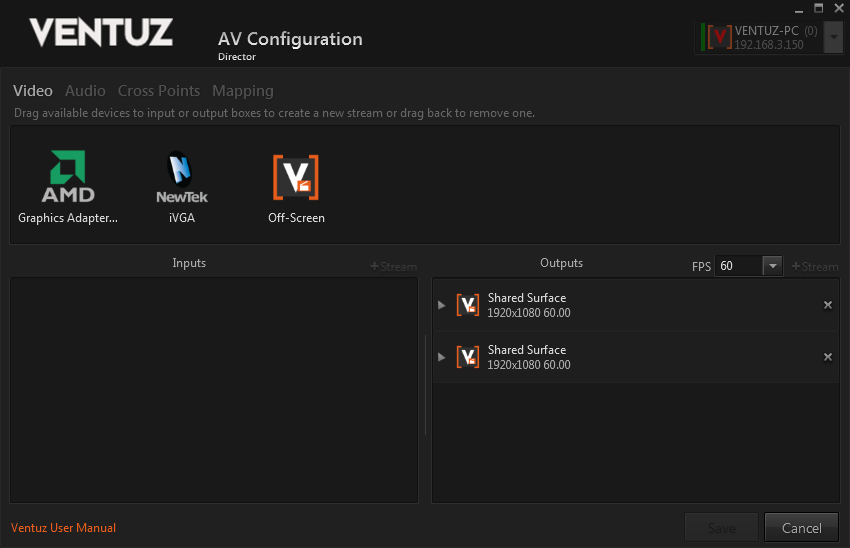 VENTUZ
AV Configuration
Director
VENTUZ-PC (0)
192.168.3.150
Video Audio Cross Points Mapping
Drag available devices to input or output boxes to create a new stream or drag back to remove one.
AMD
Graphics Adapter...
NewTek
iVGA
Off-Screen
Inputs
+Stream
Outputs
FPS 60
+Stream
Shared Surface
1920x1080 60.00
Shared Surface
1920x1080 60.00
Ventuz User Manual
Save
Cancel